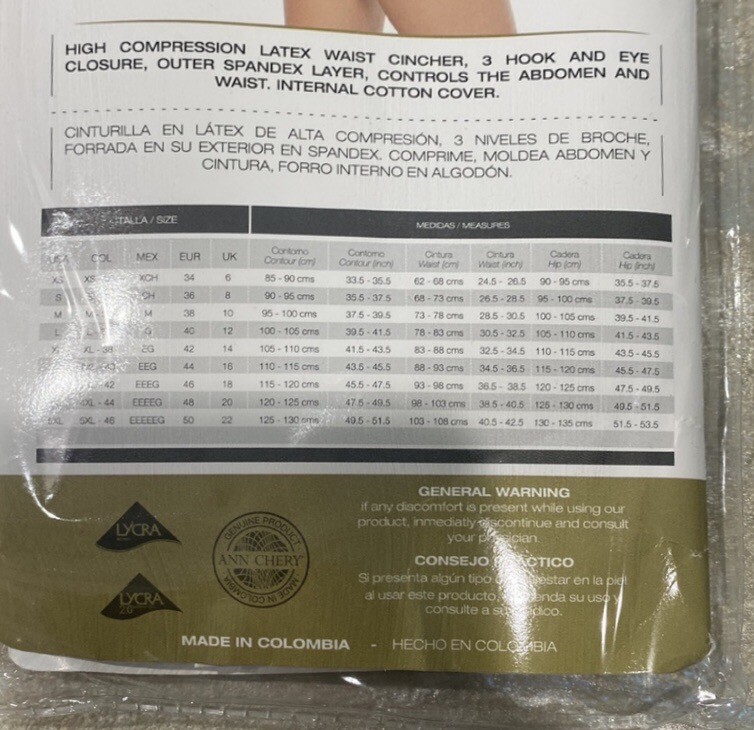 HIGH COMPRESSION LATEX WAIST CINCHER, 3 HOOK AND EYE
CLOSURE, OUTER SPANDEX LAYER, CONTROLS THE ABDOMEN AND
WAIST. INTERNAL COTTON COVER.
CINTURILLA EN LÁTEX DE ALTA COMPRESIÓN, 3 NIVELES DE BROCHE,
FORRADA EN SU EXTERIOR EN SPANDEX. COMPRIME, MOLDEA ABDOMEN Y
CINTURA, FORRO INTERNO EN ALGODÓN.
TALLA / SIZE MEDIDAS / MEASURES
USA COL MEX EUR UK Contorno Contorno Cintura Cintura Cadera Cadera
Contour (cm) Contour (inch) Waist (cm) Waist (inch) Hip (cm) Hip (inch)
XS XCH 34 6 85 - 90 cms 33.5 - 35.5 62 - 68 cms 24.5 - 26.5 90 - 95 cms 35.5 - 37.5
S CH 36 8 90 - 95 cms 35.5 - 37.5 68 - 73 cms 26.5 - 28.5 95 - 100 cms 37.5 - 39.5
M M 38 10 95 - 100 cms 37.5 - 39.5 73 - 78 cms 28.5 - 30.5 100 - 105 cms 39.5 - 41.5
L G 40 12 100 - 105 cms 39.5 - 41.5 78 - 83 cms 30.5 - 32.5 105 - 110 cms 41.5 - 43.5
XL - 38 EG 42 14 105 - 110 cms 41.5 - 43.5 83 - 88 cms 32.5 - 34.5 110 - 115 cms 43.5 - 45.5
EEG 44 16 110 - 115 cms 43.5 - 45.5 88 - 93 cms 34.5 - 36.5 115 - 120 cms 45.5 - 47.5
- 42 EEEG 46 18 115 - 120 cms 45.5 - 47.5 93 - 98 cms 36.5 - 38.5 120 - 125 cms 47.5 - 49.5
4XL - 44 EEEEG 48 20 120 - 125 cms 47.5 - 49.5 98 - 103 cms 38.5 - 40.5 125 - 130 cms 49.5 - 51.5
5XL 5XL - 46 EEEEEG 50 22 125 - 130 cms 49.5 - 51.5 103 - 108 cms 40.5 - 42.5 130 - 135 cms 51.5 - 53.5
GENERAL WARNING
if any discomfort is present while using our
product, inmediatly discontinue and consult
your physician.
CONSEJO PRÁCTICO
Si presenta algún tipo en la piel
al usar este producto, su uso y
consulte a su médico.
LYCRA
LYCRA
2.0
GENUINE PRODUCT
ANN CHERY
MADE IN COLOMBIA
MADE IN COLOMBIA - HECHO EN COLOMBIA